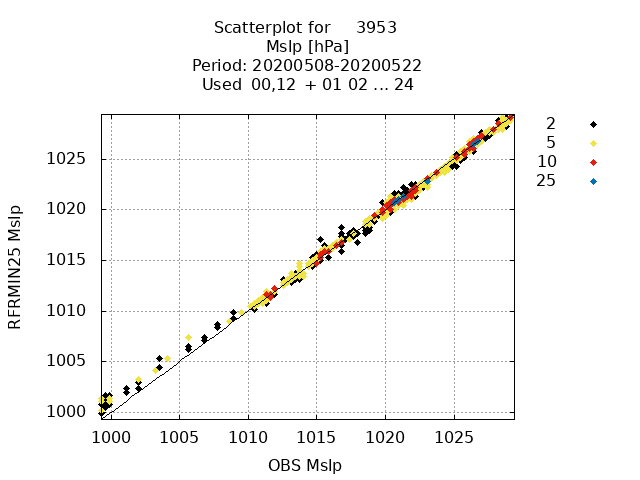 Scatterplot for 3953
Mslp [hPa]
Period: 20200508-20200522
Used 00,12 + 01 02 ... 24
2
5
10
25
RFRMIN25 Mslp
1025
1020
1015
1010
1005
1000
1000 1005 1010 1015 1020 1025
OBS Mslp